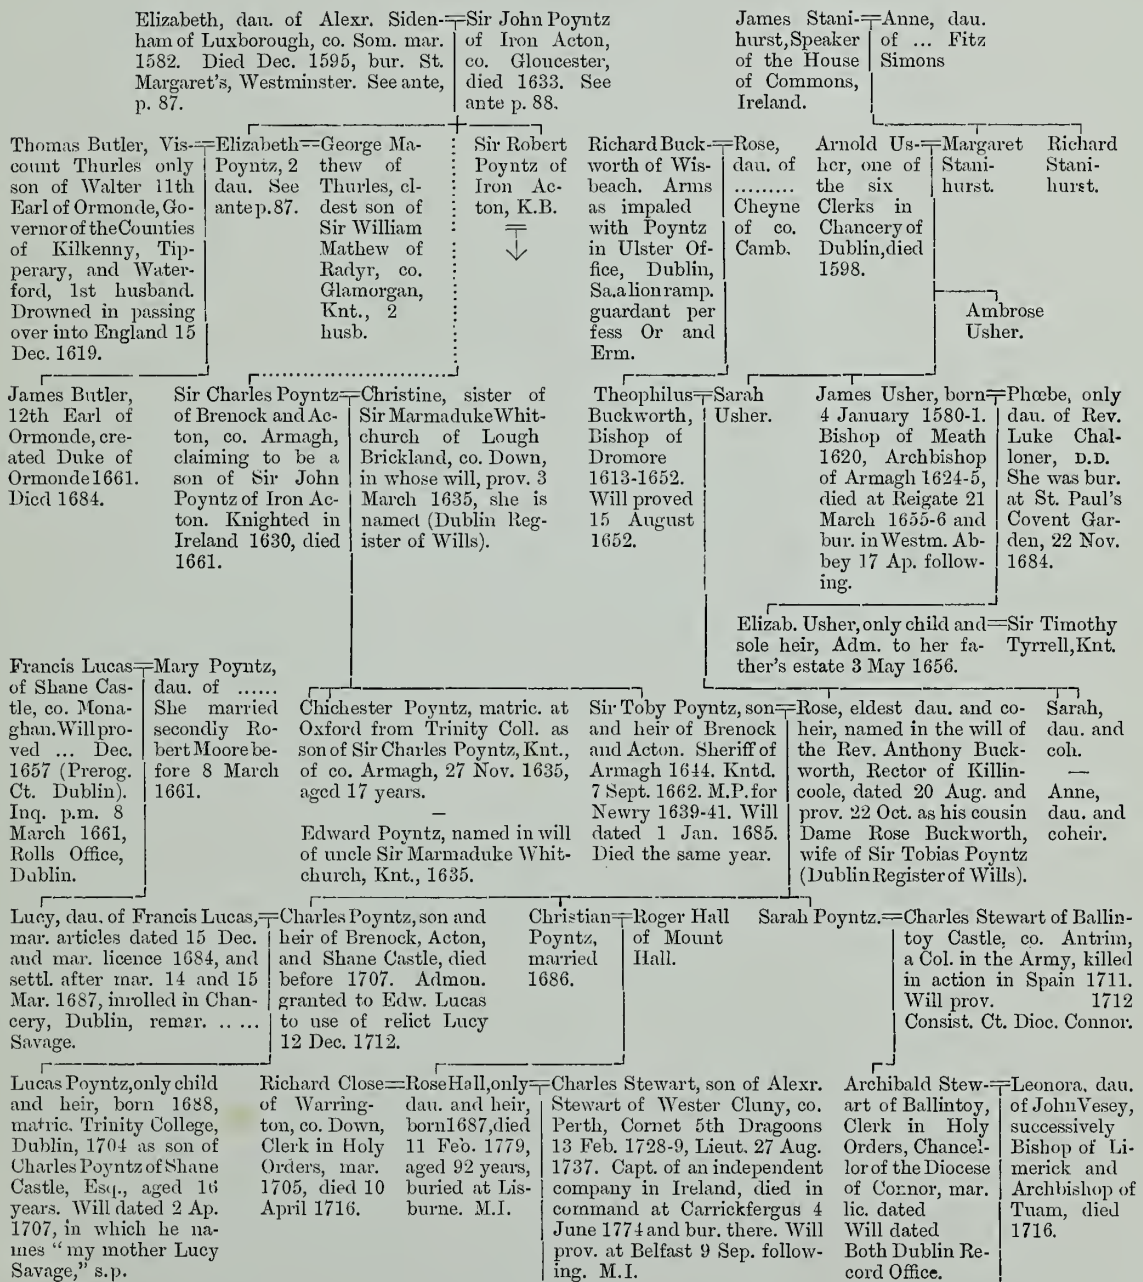 Elizabeth, dau. of Alexr. Siden-
ham of Luxborough, co. Som. mar.
1582. Died Dec. 1595, bur. St.
Margaret's, Westminster. See ante,
p. 87.
Sir John Poyntz
of Iron Acton,
co. Gloucester,
died 1633. See
ante p. 88.
James Stani-
hurst, Speaker
of the House
of Commons,
Ireland.
Anne, dau.
of ... Fitz
Simons
Thomas Butler, Vis-
count Thurles only
son of Walter 11th
Earl of Ormonde, Go-
vernor of the Counties
of Kilkenny, Tip-
perary, and Water-
ford, 1st husband.
Drowned in passing
over into England 15
Dec. 1619.
Elizabeth
Poyntz, 2
dau. See
ante p. 87.
George Ma-
thew of
Thurles, el-
dest son of
Sir William
Mathew of
Radyr, co.
Glamorgan,
Knt., 2
husb.
Sir Robert
Poyntz of
Iron Ac-
ton, K.B.
Richard Buck-
worth of Wis-
beach. Arms
as impaled
with Poyntz
in Ulster Of-
fice, Dublin,
Sa. a lion ramp.
guardant per
fess Or and
Erm.
Rose,
dau. of
.........
Cheyne
of co.
Camb.
Arnold Us-
her, one of
the six
Clerks in
Chancery of
Dublin, died
1598.
Margaret
Stani-
hurst.
Richard
Stani-
hurst.
Ambrose
Usher.
James Butler,
12th Earl of
Ormonde, cre-
ated Duke of
Ormonde 1661.
Died 1684.
Sir Charles Poyntz
of Brenock and Ac-
ton, co. Armagh,
claiming to be a
son of Sir John
Poyntz of Iron Ac-
ton. Knighted in
Ireland 1630, died
1661.
Christine, sister of
Sir Marmaduke Whit-
church of Lough
Brickland, co. Down,
in whose will, prov. 3
March 1635, she is
named (Dublin Reg-
ister of Wills).
Theophilus
Buckworth,
Bishop of
Dromore
1613-1652.
Will proved
15 August
1652.
Sarah
Usher.
James Usher, born
4 January 1580-1.
Bishop of Meath
1620, Archbishop
of Armagh 1624-5,
died at Reigate 21
March 1655-6 and
bur. in Westm. Ab-
bey 17 Ap. follow-
ing.
Phœbe, only
dau. of Rev.
Luke Chal-
loner, D.D.
She was bur.
at St. Paul's
Covent Gar-
den, 22 Nov.
1684.
Elizab. Usher, only child and
sole heir, Adm. to her fa-
ther's estate 3 May 1656.
Sir Timothy
Tyrrell, Knt.
Francis Lucas
of Shane Cas-
tle, co. Mona-
ghan. Will pro-
ved ... Dec.
1657 (Prerog.
Ct. Dublin).
Inq. p.m. 8
March 1661,
Rolls Office,
Dublin.
Mary Poyntz,
dau. of ......
She married
secondly Ro-
bert Moore be-
fore 8 March
1661.
Chichester Poyntz, matric. at
Oxford from Trinity Coll. as
son of Sir Charles Poyntz, Knt.,
of co. Armagh, 27 Nov. 1635,
aged 17 years.
—
Edward Poyntz, named in will
of uncle Sir Marmaduke Whit-
church, Knt., 1635.
Sir Toby Poyntz, son
and heir of Brenock
and Acton. Sheriff of
Armagh 1644. Kntd.
7 Sept. 1662. M.P. for
Newry 1639-41. Will
dated 1 Jan. 1685.
Died the same year.
Rose, eldest dau. and co-
heir, named in the will of
the Rev. Anthony Buck-
worth, Rector of Killin-
coole, dated 20 Aug. and
prov. 22 Oct. as his cousin
Dame Rose Buckworth,
wife of Sir Tobias Poyntz
(Dublin Register of Wills).
Sarah,
dau. and
coh.
—
Anne,
dau. and
coheir.
Lucy, dau. of Francis Lucas,
mar. articles dated 15 Dec.
and mar. licence 1684, and
settl. after mar. 14 and 15
Mar. 1687, inrolled in Chan-
cery, Dublin, remar. .. ...
Savage.
Charles Poyntz, son and
heir of Brenock, Acton,
and Shane Castle, died
before 1707. Admon.
granted to Edw. Lucas
to use of relict Lucy
12 Dec. 1712.
Christian
Poyntz,
married
1686.
Roger Hall
of Mount
Hall.
Sarah Poyntz.
Charles Stewart of Ballin-
toy Castle, co. Antrim,
a Col. in the Army, killed
in action in Spain 1711.
Will prov. 1712
Consist. Ct. Dioc. Connor.
Lucas Poyntz, only child
and heir, born 1688,
matric. Trinity College,
Dublin, 1704 as son of
Charles Poyntz of Shane
Castle, Esq., aged 16
years. Will dated 2 Ap.
1707, in which he na-
mes "my mother Lucy
Savage," s.p.
Richard Close
of Warring-
ton, co. Down,
Clerk in Holy
Orders, mar.
1705, died 10
April 1716.
Rose Hall, only
dau. and heir,
born 1687, died
11 Feb. 1779,
aged 92 years,
buried at Lis-
burne. M.I.
Charles Stewart, son of Alexr.
Stewart of Wester Cluny, co.
Perth, Cornet 5th Dragoons
13 Feb. 1728-9, Lieut. 27 Aug.
1737. Capt. of an independent
company in Ireland, died in
command at Carrickfergus 4
June 1774 and bur. there. Will
prov. at Belfast 9 Sep. follow-
ing. M.I.
Archibald Stew-
art of Ballintoy,
Clerk in Holy
Orders, Chancel-
lor of the Diocese
of Connor, mar.
lic. dated
Will dated
Both Dublin Re-
cord Office.
Leonora, dau.
of John Vesey,
successively
Bishop of Li-
merick and
Archbishop of
Tuam, died
1716.